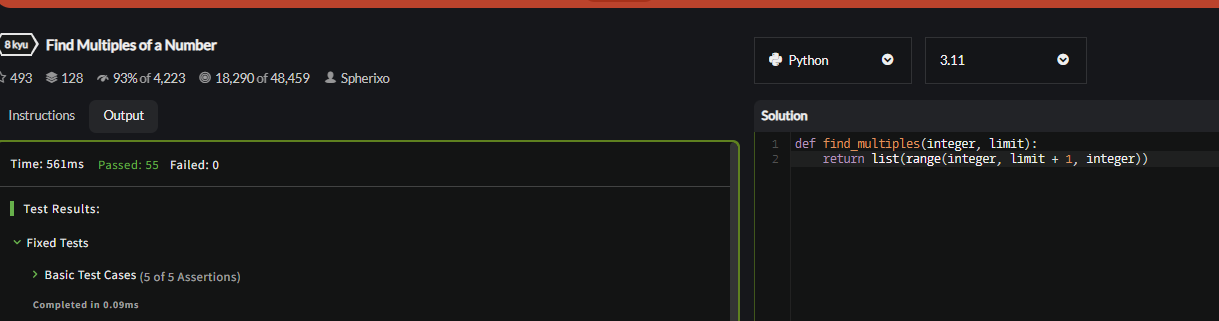 8 kyu Find Multiples of a Number
493 128 93% of 4,223 18,290 of 48,459 Spherixo
Instructions Output
Time: 561ms Passed: 55 Failed: 0
Test Results:
Fixed Tests
Basic Test Cases (5 of 5 Assertions)
Completed in 0.09ms
Python 3.11
Solution
1 def find_multiples(integer, limit):
2 return list(range(integer, limit + 1, integer))